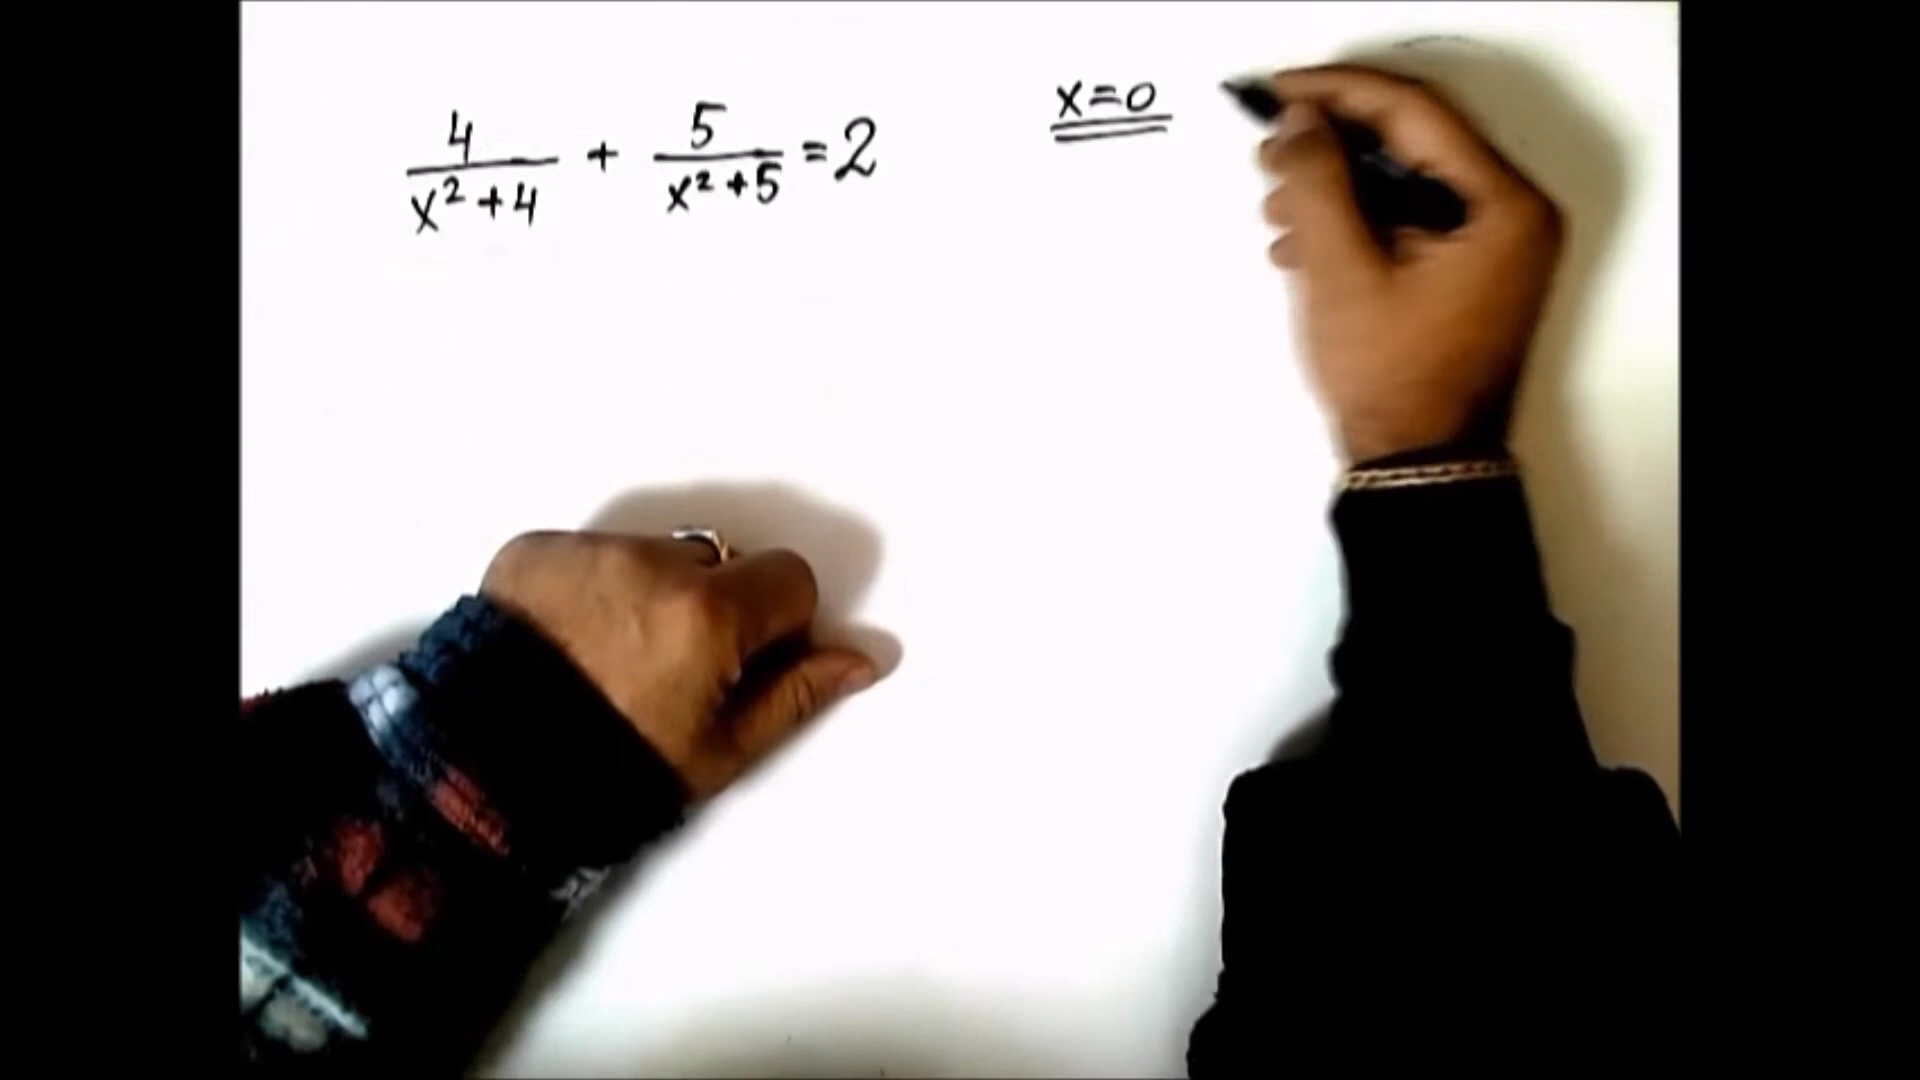 4/(x²+4) + 5/(x²+5) = 2
x=0